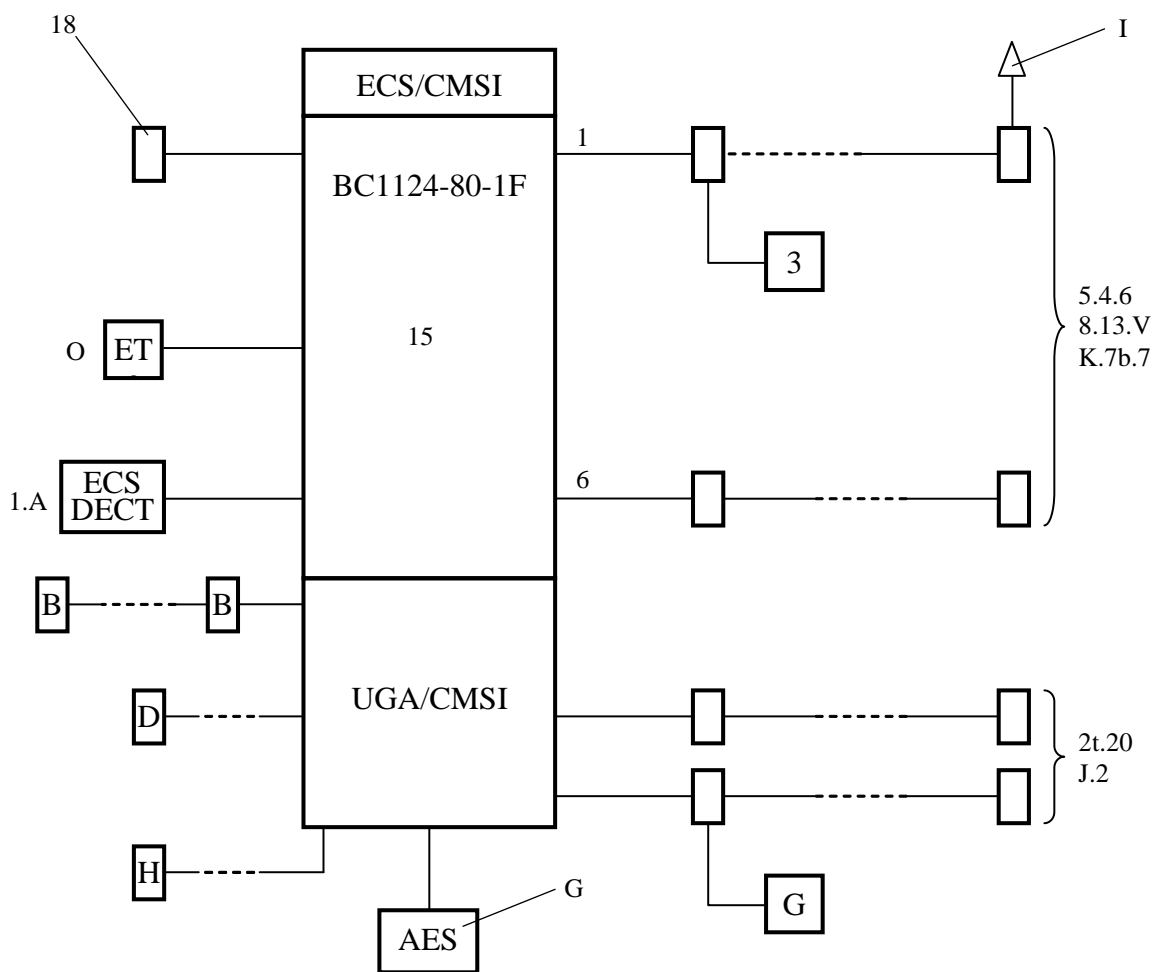 18
I
ECS/CMSI
1
BC1124-80-1F
3
5.4.6
8.13.V
K.7b.7
15
O
ET
ECS
DECT
1.A
6
B
B
UGA/CMSI
D
2t.20
J.2
H
G
G
AES